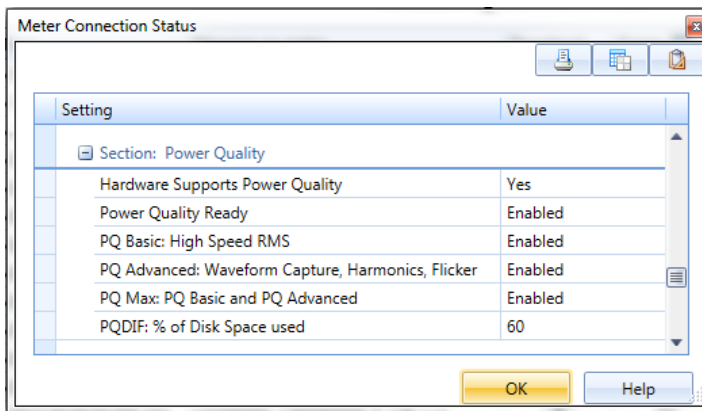 Meter Connection Status
Setting Value
Section: Power Quality
Hardware Supports Power Quality Yes
Power Quality Ready Enabled
PQ Basic: High Speed RMS Enabled
PQ Advanced: Waveform Capture, Harmonics, Flicker Enabled
PQ Max: PQ Basic and PQ Advanced Enabled
PQDIF: % of Disk Space used 60
OK Help